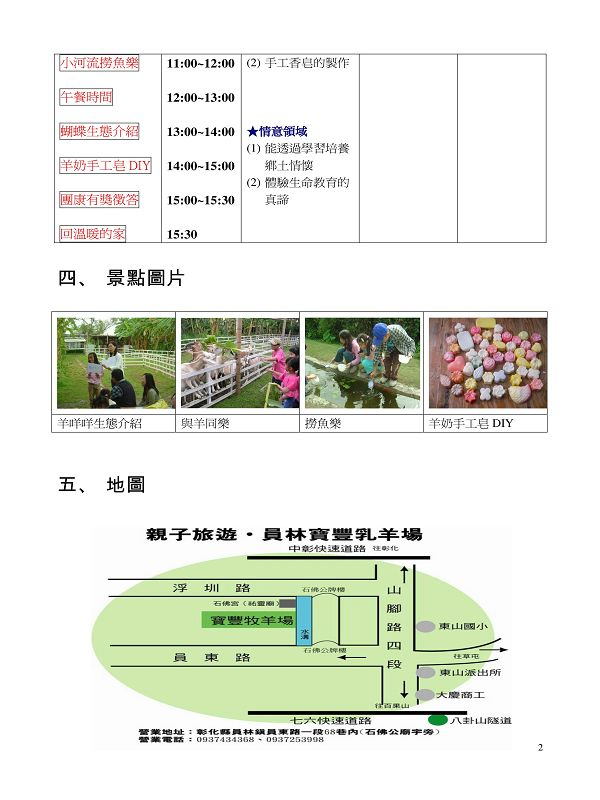 小河流撈魚樂 11:00~12:00 (2) 手工香皂的製作
午餐時間 12:00~13:00
蝴蝶生態介紹 13:00~14:00 ★情意領域
(1) 能透過學習培養
羊奶手工皂 DIY 14:00~15:00 鄉土情懷
(2) 體驗生命教育的
團康有獎徵答 15:00~15:30 真諦
回溫暖的家 15:30
四、 景點圖片
羊咩咩生態介紹 與羊同樂 撈魚樂 羊奶手工皂 DIY
五、 地圖
親子旅遊・員林寶豐乳羊場
中彰快速道路 往彰化
浮圳路
石佛公牌樓
石佛宮(祐靈廟)
寶豐牧羊場
水溝
山腳路四段
東山國小
石佛公牌樓
員東路
往草屯
東山派出所
大慶商工
往百果山
七六快速道路
八卦山隧道
營業地址：彰化縣員林鎮員東路一段68巷內(石佛公廟宇旁)
營業電話：0937434368、0937253998
2